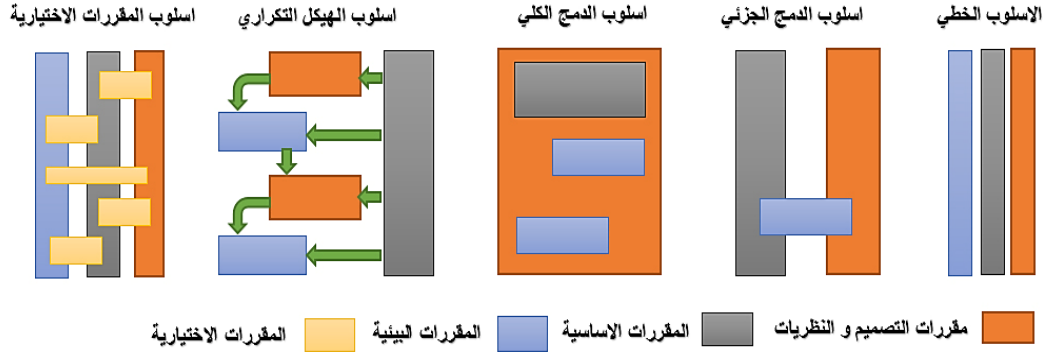 الاسلوب الخطي
اسلوب الدمج الجزئي
اسلوب الدمج الكلي
اسلوب الهيكل التكراري
اسلوب المقررات الاختيارية
مقررات التصميم و النظريات
المقررات الاساسية
المقررات البيئية
المقررات الاختيارية